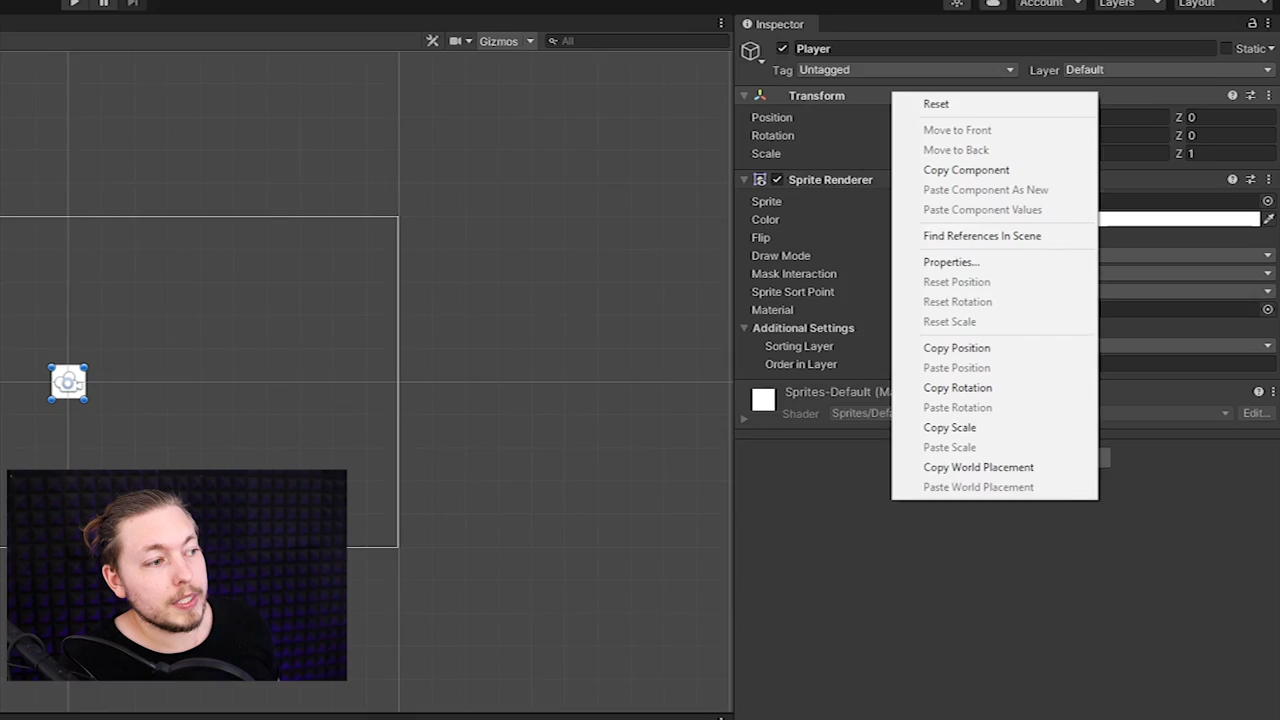 Account
Layers
Layout
Inspector
Gizmos
All
Player
Static
Tag
Untagged
Layer
Default
Transform
Position
Z 0
Rotation
Z 0
Scale
Z 1
Sprite Renderer
Sprite
Color
Flip
Draw Mode
Mask Interaction
Sprite Sort Point
Material
Additional Settings
Sorting Layer
Order in Layer
Sprites-Default (Ma
Shader
Sprites/Defa
Edit...
Reset
Move to Front
Move to Back
Copy Component
Paste Component As New
Paste Component Values
Find References In Scene
Properties...
Reset Position
Reset Rotation
Reset Scale
Copy Position
Paste Position
Copy Rotation
Paste Rotation
Copy Scale
Paste Scale
Copy World Placement
Paste World Placement